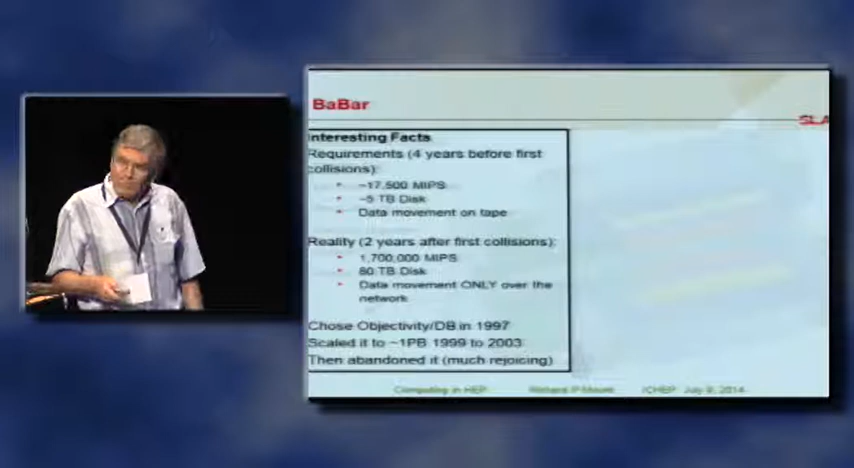 BaBar
SLA
Interesting Facts
Requirements (4 years before first
collisions):
• ~17,500 MIPS
• ~5 TB Disk
• Data movement on tape
Reality (2 years after first collisions):
• 1,700,000 MIPS
• 80 TB Disk
• Data movement ONLY over the
network
Chose Objectivity/DB in 1997
Scaled it to ~1PB 1999 to 2003
Then abandoned it (much rejoicing)
Computing in HEP Richard P ICHEP July 2014